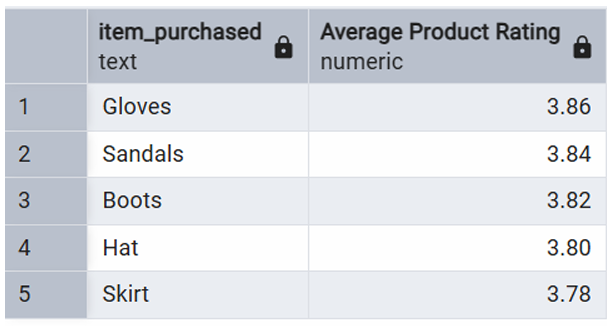 item_purchased Average Product Rating
text numeric
1 Gloves 3.86
2 Sandals 3.84
3 Boots 3.82
4 Hat 3.80
5 Skirt 3.78